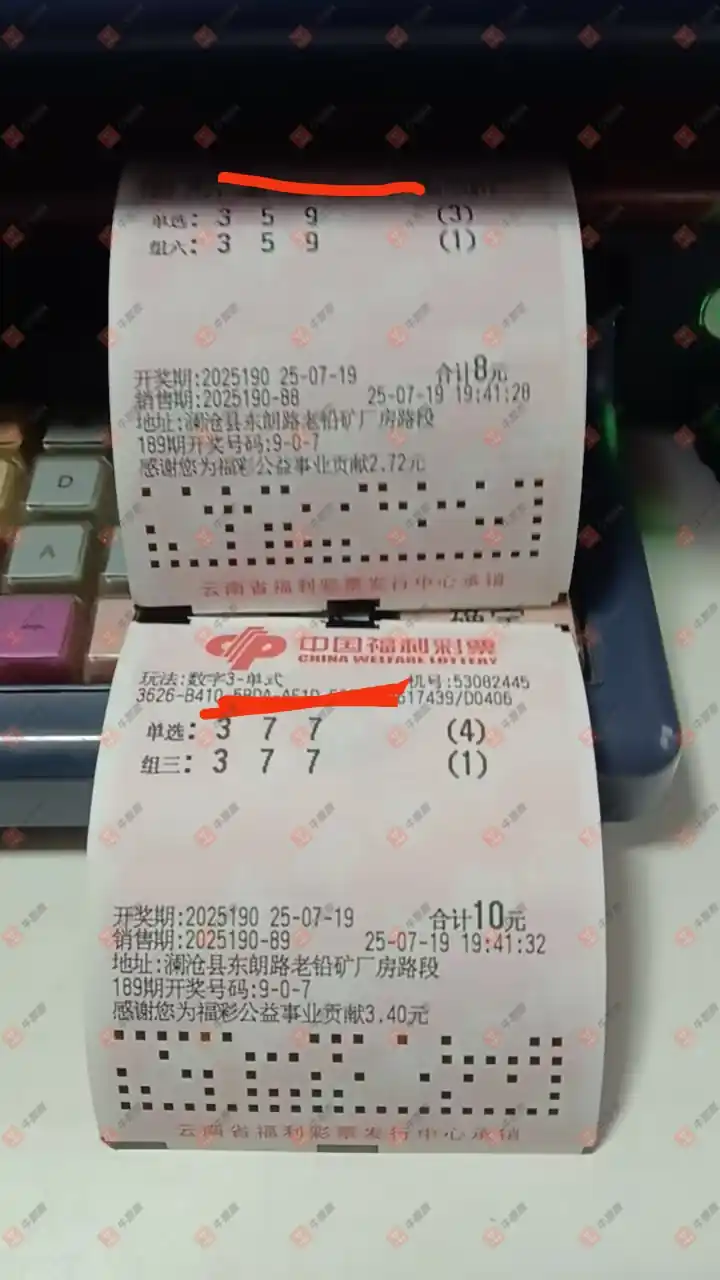 单选: 3 5 9 (3)
组六: 3 5 9 (1)
开奖期:2025190 25-07-19 合计8元
销售期:2025190-88 25-07-19 19:41:28
地址:澜沧县东朗路老铅矿厂房路段
189期开奖号码:9-0-7
感谢您为福彩公益事业贡献2.72元
云南省福利彩票发行中心承销
中国福利彩票
CHINA WELFARE LOTTERY
玩法:数字3-单式 机号:53082445
3626-B410- 517439/D0406
单选: 3 7 7 (4)
组三: 3 7 7 (1)
开奖期:2025190 25-07-19 合计10元
销售期:2025190-89 25-07-19 19:41:32
地址:澜沧县东朗路老铅矿厂房路段
189期开奖号码:9-0-7
感谢您为福彩公益事业贡献3.40元
云南省福利彩票发行中心承销
D
A